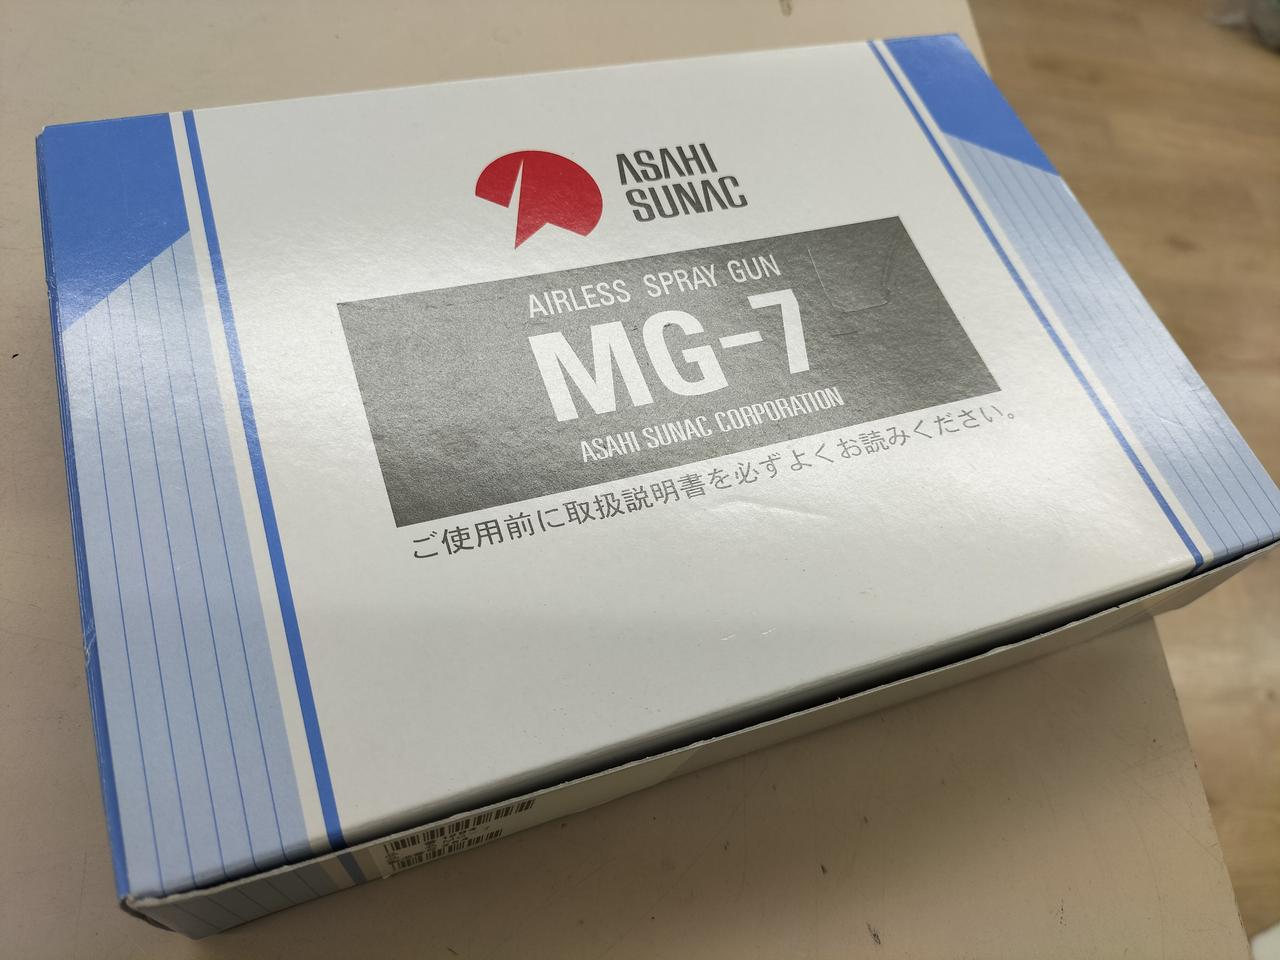 ASAHI
SUNAC
AIRLESS SPRAY GUN
MG-7
ASAHI SUNAC CORPORATION
ご使用前に取扱説明書を必ずよくお読みください。